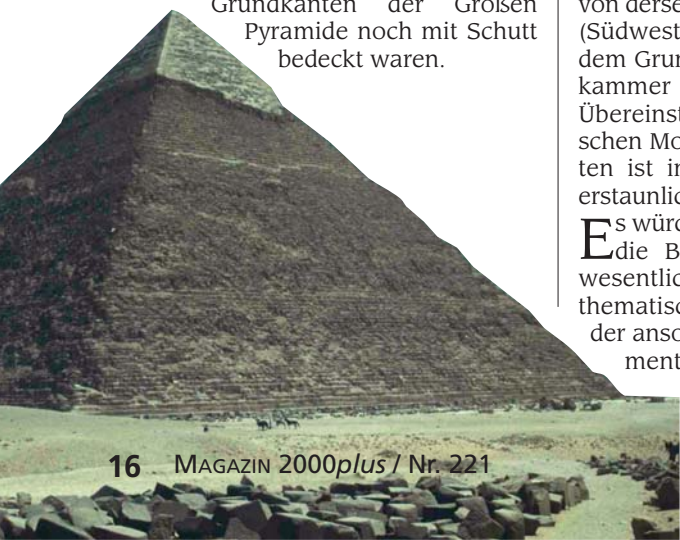 Grundkanten der Großen
Pyramide noch mit Schutt
bedeckt waren.
von derse
(Südwest
dem Grun
kammer
Übereinst
schen Mo
ten ist in
erstaunlic
Es würd
die B
wesentlic
thematisc
der anso
ment
16 MAGAZIN 2000plus / Nr. 221